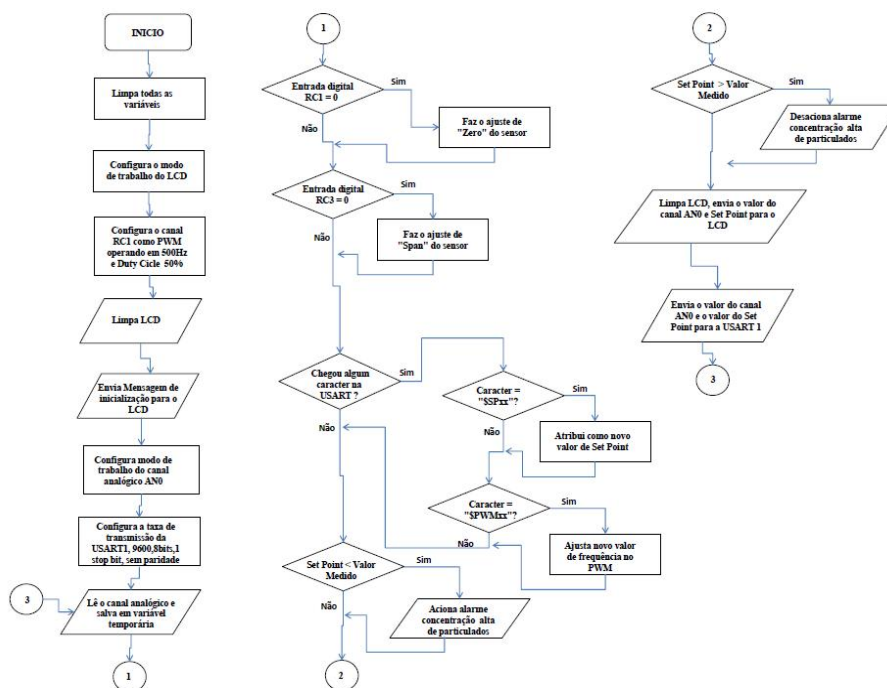 INICIO
Limpa todas as
variáveis
Configura o modo
de trabalho do LCD
Configura o canal
RC1 como PWM
operando em 500Hz
e Duty Cicle 50%
Limpa LCD
Envia Mensagem de
inicialização para o
LCD
Configura modo de
trabalho do canal
analógico AN0
Configura a taxa de
transmissão da
USART1, 9600,8bits,1
stop bit, sem paridade
3
Lê o canal analógico e
salva em variável
temporária
1
1
Entrada digital
RC1 = 0
Sim
Não
Faz o ajuste de
"Zero" do sensor
Entrada digital
RC3 = 0
Sim
Não
Faz o ajuste de
"Span" do sensor
Chegou algum
caracter na
USART ?
Sim
Não
Caracter =
"$SPxx"?
Sim
Não
Atribui como novo
valor de Set Point
Caracter =
"$PWMxx"?
Sim
Não
Ajusta novo valor
de frequência no
PWM
Set Point < Valor
Medido
Sim
Não
Aciona alarme
concentração alta
de particulados
2
2
Set Point > Valor
Medido
Sim
Não
Desaciona alarme
concentração alta
de particulados
Limpa LCD, envia o valor do
canal AN0 e Set Point para o
LCD
Envia o valor do canal
AN0 e o valor do Set
Point para a USART 1
3